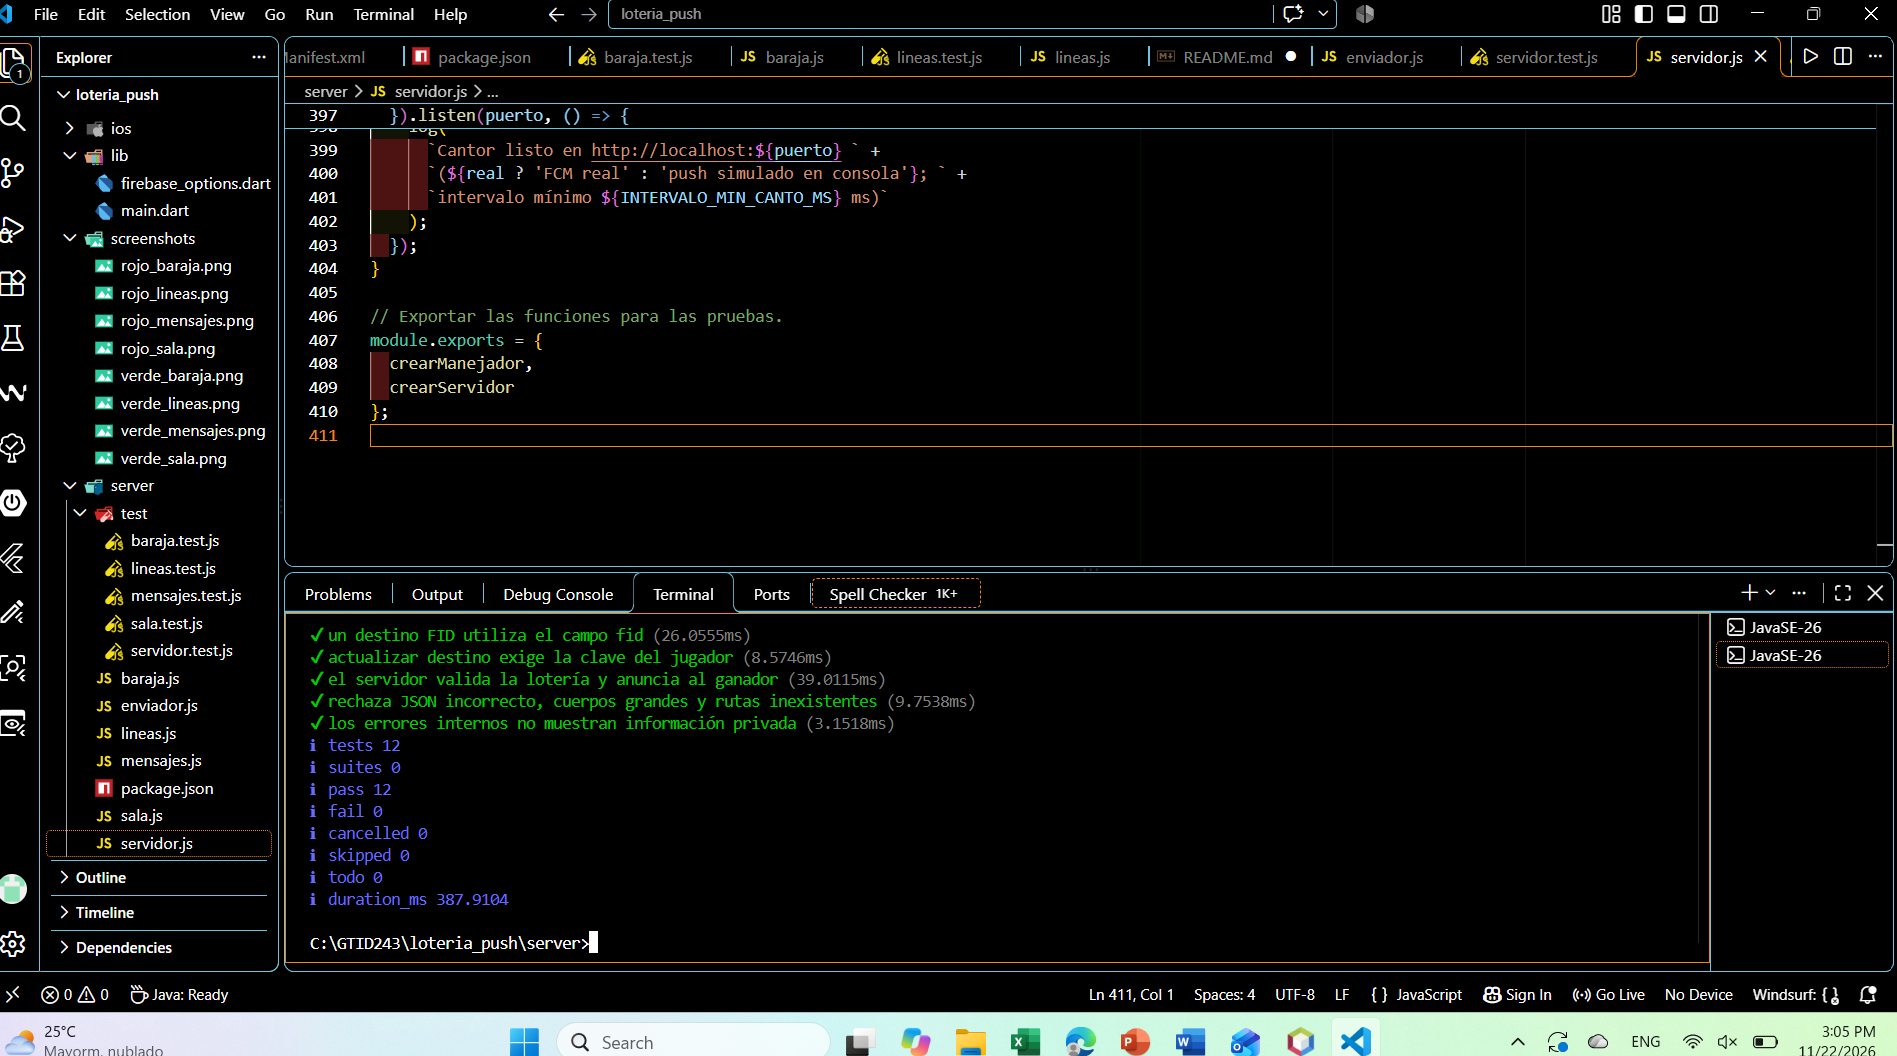 File Edit Selection View Go Run Terminal Help
loteria_push
Explorer
Manifest.xml package.json baraja.test.js baraja.js lineas.test.js lineas.js README.md enviador.js servidor.test.js servidor.js
server > servidor.js > ...
loteria_push
ios
lib
firebase_options.dart
main.dart
screenshots
rojo_baraja.png
rojo_lineas.png
rojo_mensajes.png
rojo_sala.png
verde_baraja.png
verde_lineas.png
verde_mensajes.png
verde_sala.png
server
test
baraja.test.js
lineas.test.js
mensajes.test.js
sala.test.js
servidor.test.js
baraja.js
enviador.js
lineas.js
mensajes.js
package.json
sala.js
servidor.js
Outline
Timeline
Dependencies
1
397 }).listen(puerto, () => {
398 log(
399 `Cantor listo en http://localhost:${puerto} ` +
400 `(${real ? 'FCM real' : 'push simulado en consola'}; ` +
401 `intervalo mínimo ${INTERVALO_MIN_CANTO_MS} ms)`
402 );
403 });
404 }
405
406 // Exportar las funciones para las pruebas.
407 module.exports = {
408 crearManejador,
409 crearServidor
410 };
411
Problems Output Debug Console Terminal Ports Spell Checker 1K+
✓ un destino FID utiliza el campo fid (26.0555ms)
✓ actualizar destino exige la clave del jugador (8.5746ms)
✓ el servidor valida la lotería y anuncia al ganador (39.0115ms)
✓ rechaza JSON incorrecto, cuerpos grandes y rutas inexistentes (9.7538ms)
✓ los errores internos no muestran información privada (3.1518ms)
i tests 12
i suites 0
i pass 12
i fail 0
i cancelled 0
i skipped 0
i todo 0
i duration_ms 387.9104
C:\GTID243\loteria_push\server>
JavaSE-26
JavaSE-26
0 0 Java: Ready
Ln 411, Col 1 Spaces: 4 UTF-8 LF { } JavaScript Sign In Go Live No Device Windsurf: {}
25°C
Mayorm. nublado
Search
ENG
3:05 PM
11/22/2026